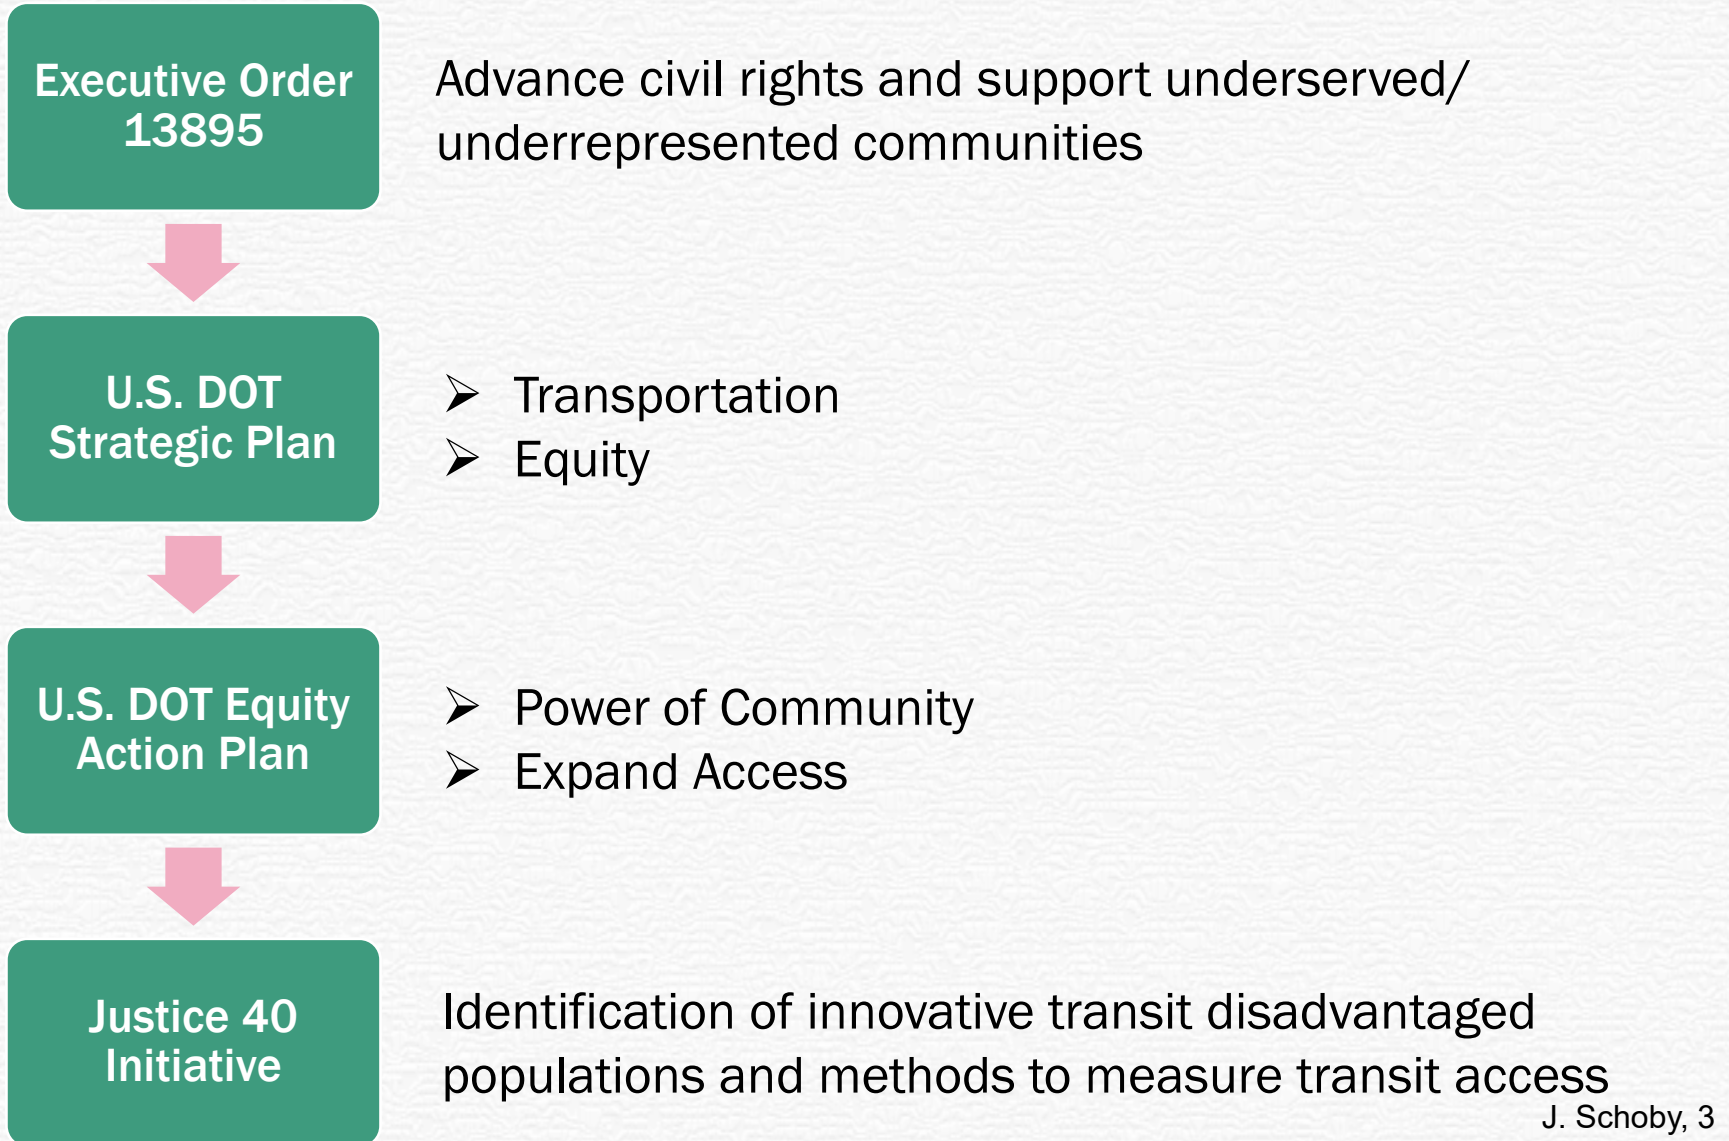 Executive Order
13895
Advance civil rights and support underserved/
underrepresented communities
U.S. DOT
Strategic Plan
➢ Transportation
➢ Equity
U.S. DOT Equity
Action Plan
➢ Power of Community
➢ Expand Access
Justice 40
Initiative
Identification of innovative transit disadvantaged
populations and methods to measure transit access
J. Schoby, 3